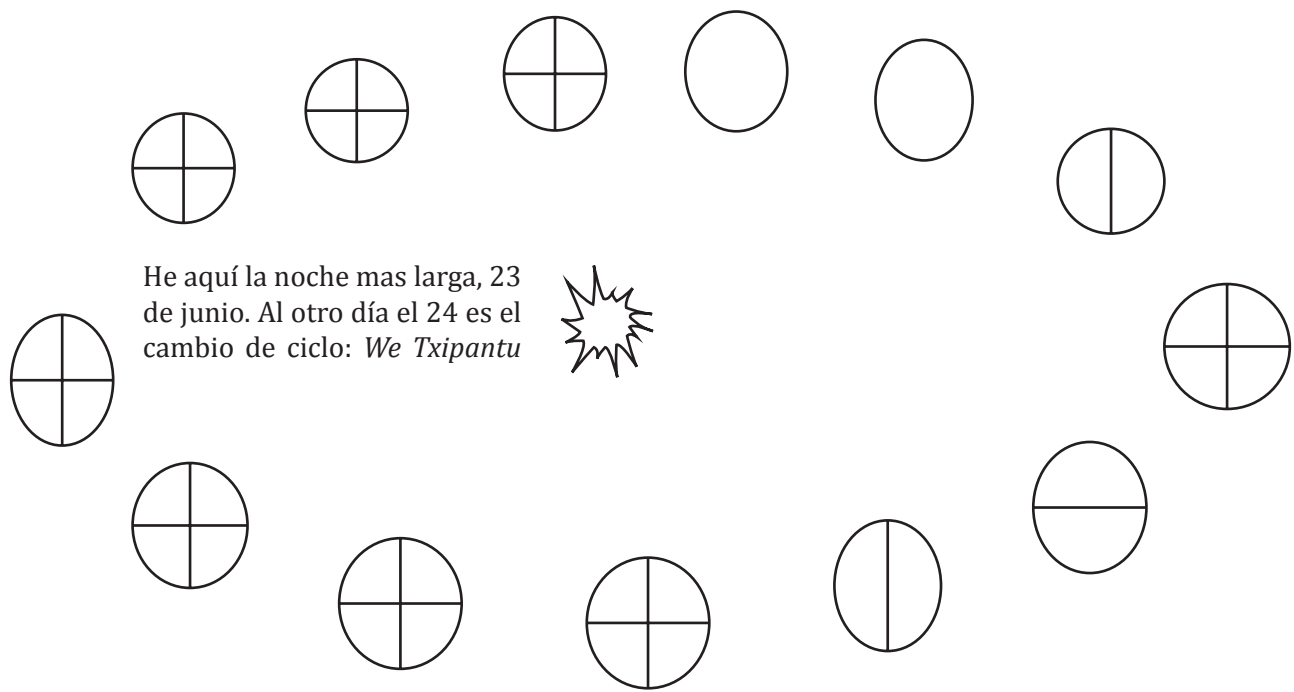 He aquí la noche mas larga, 23
de junio. Al otro día el 24 es el
cambio de ciclo: We Txipantu